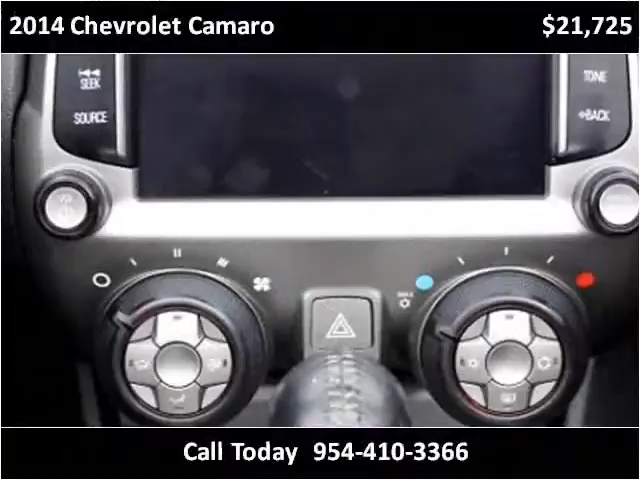 2014 Chevrolet Camaro $21,725
SEEK TONE
SOURCE BACK
Call Today 954-410-3366